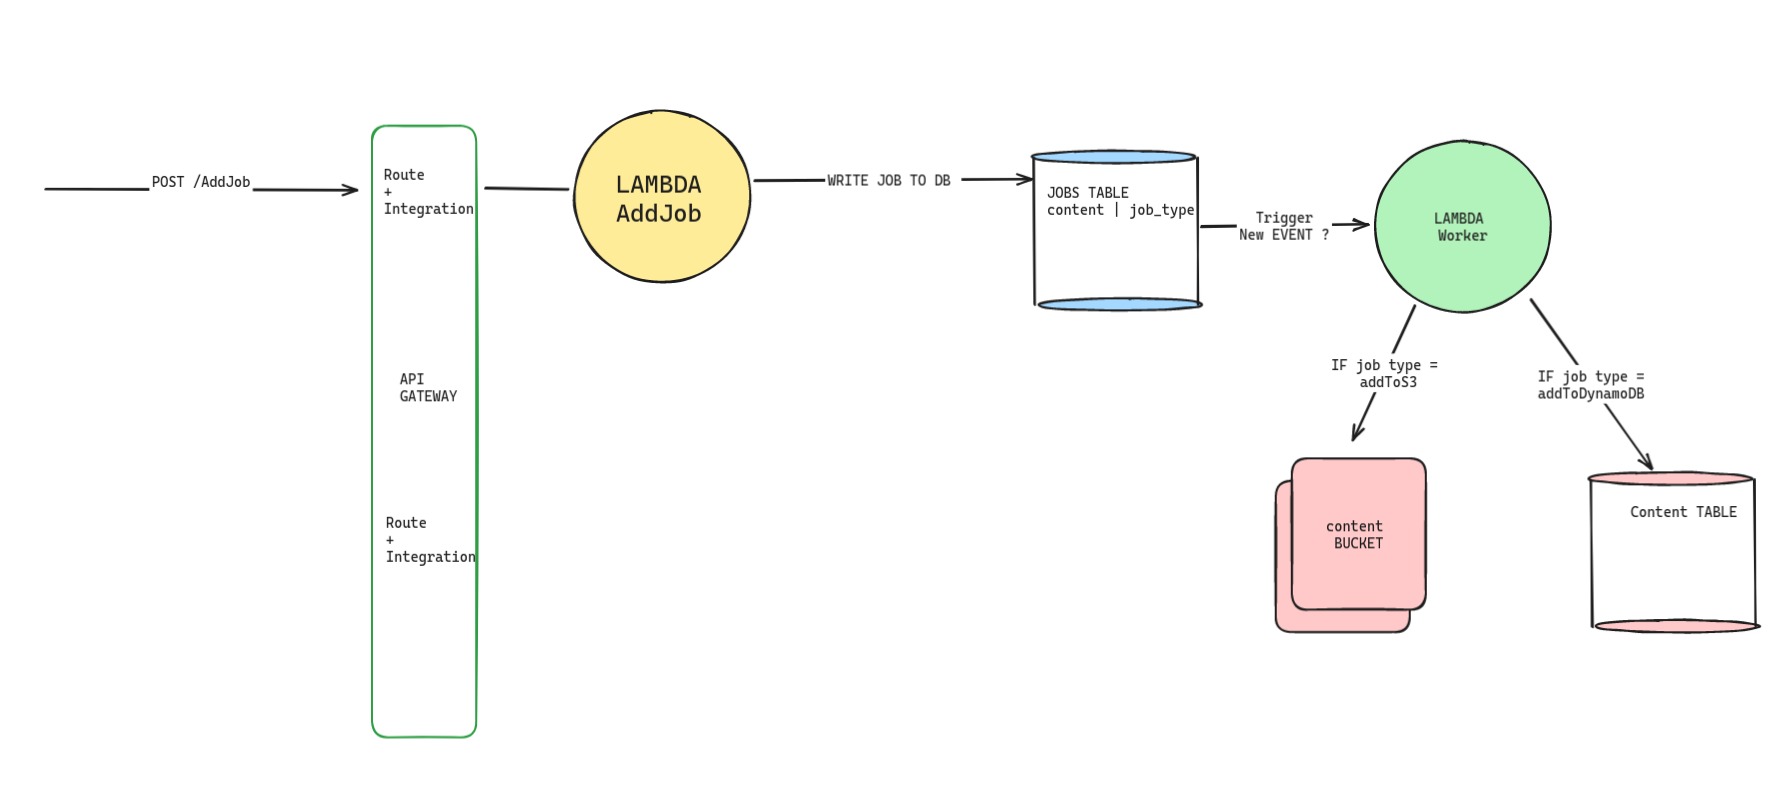 POST /AddJob
Route
+
Integration
API
GATEWAY
Route
+
Integration
LAMBDA
AddJob
WRITE JOB TO DB
JOBS TABLE
content | job_type
Trigger
New EVENT ?
LAMBDA
Worker
IF job type =
addToS3
IF job type =
addToDynamoDB
content
BUCKET
Content TABLE